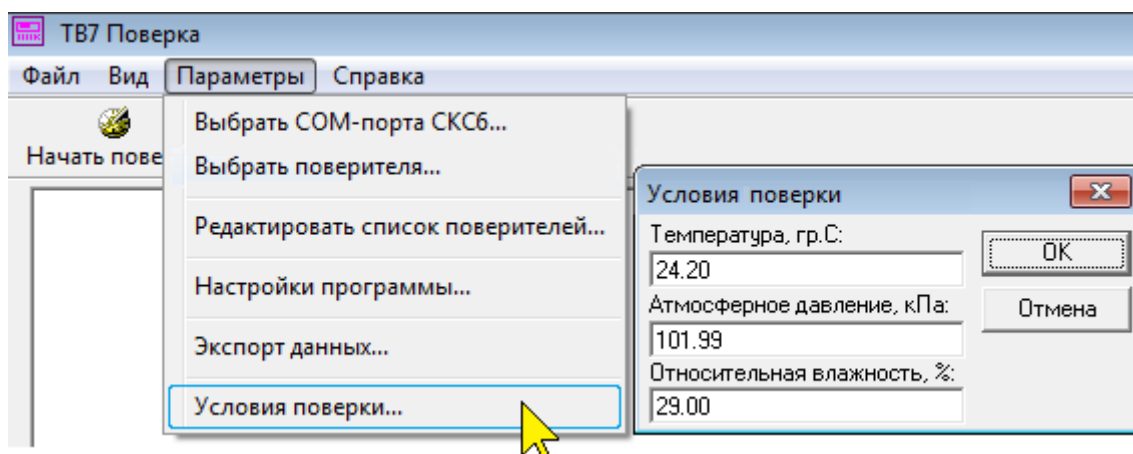 ТВ7 Поверка
Файл Вид Параметры Справка
Начать пове
Выбрать COM-порта СКС6...
Выбрать поверителя...
Редактировать список поверителей...
Настройки программы...
Экспорт данных...
Условия поверки...
Условия поверки
Температура, гр.С:
24.20
Атмосферное давление, кПа:
101.99
Относительная влажность, %:
29.00
OK
Отмена